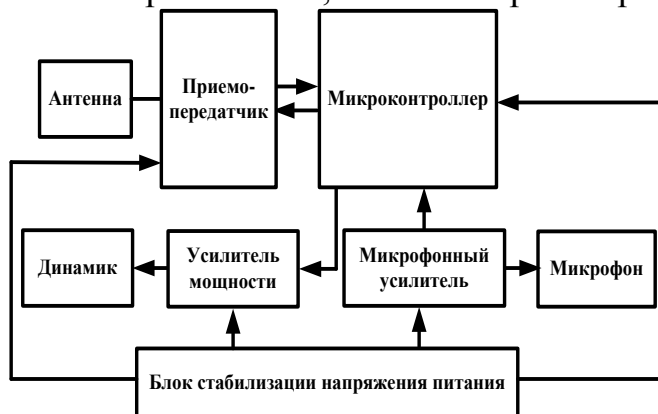 Антенна
Приемо-
передатчик
Микроконтроллер
Динамик
Усилитель
мощности
Микрофонный
усилитель
Микрофон
Блок стабилизации напряжения питания